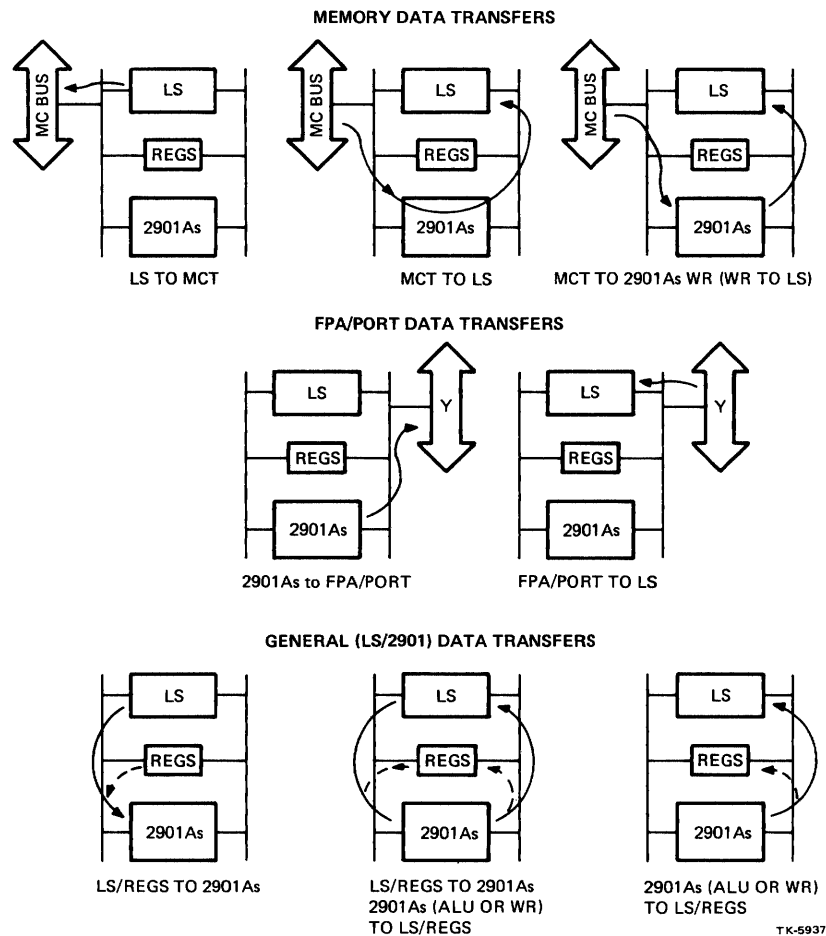 MEMORY DATA TRANSFERS
MC BUS
LS
REGS
2901As
LS TO MCT
MC BUS
LS
REGS
2901As
MCT TO LS
MC BUS
LS
REGS
2901As
MCT TO 2901As WR (WR TO LS)
FPA/PORT DATA TRANSFERS
LS
REGS
2901As
Y
2901As to FPA/PORT
LS
REGS
2901As
Y
FPA/PORT TO LS
GENERAL (LS/2901) DATA TRANSFERS
LS
REGS
2901As
LS/REGS TO 2901As
LS
REGS
2901As
LS/REGS TO 2901As
2901As (ALU OR WR)
TO LS/REGS
LS
REGS
2901As
2901As (ALU OR WR)
TO LS/REGS
TK-5937